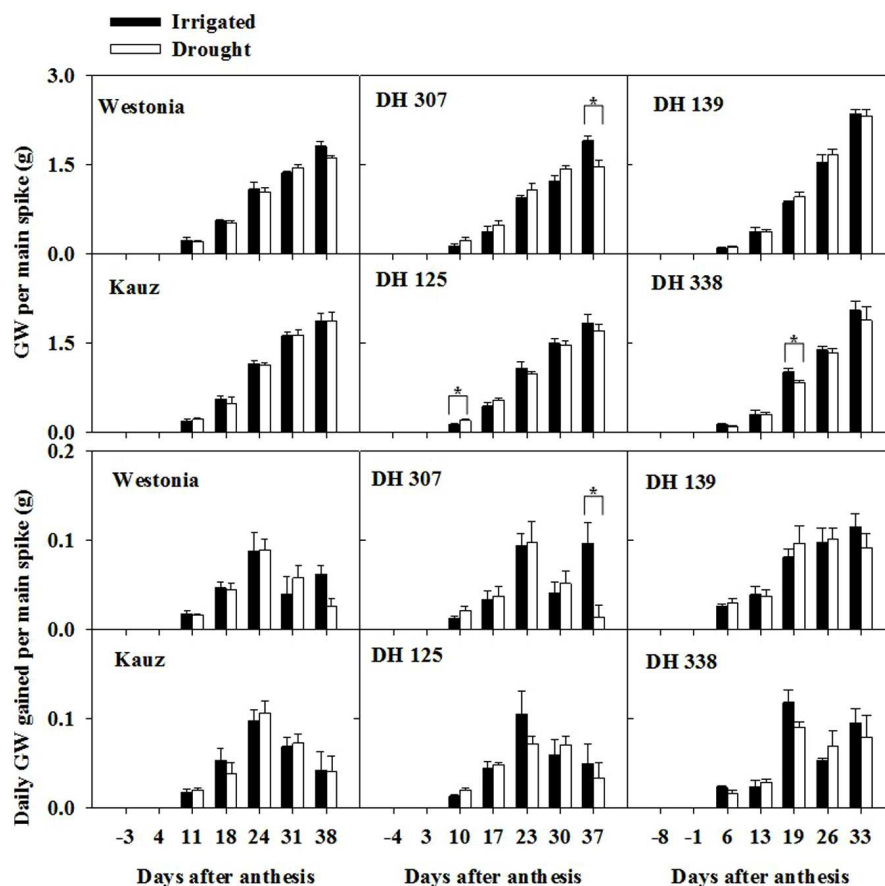 Irrigated
Drought
GW per main spike (g)
3.0
1.5
0.0
Westonia
DH 307
*
DH 139
1.5
0.0
Kauz
DH 125
*
DH 338
*
Daily GW gained per main spike (g)
0.2
0.1
0.0
Westonia
DH 307
*
DH 139
0.1
0.0
Kauz
DH 125
DH 338
-3 4 11 18 24 31 38
-4 3 10 17 23 30 37
-8 -1 6 13 19 26 33
Days after anthesis
Days after anthesis
Days after anthesis